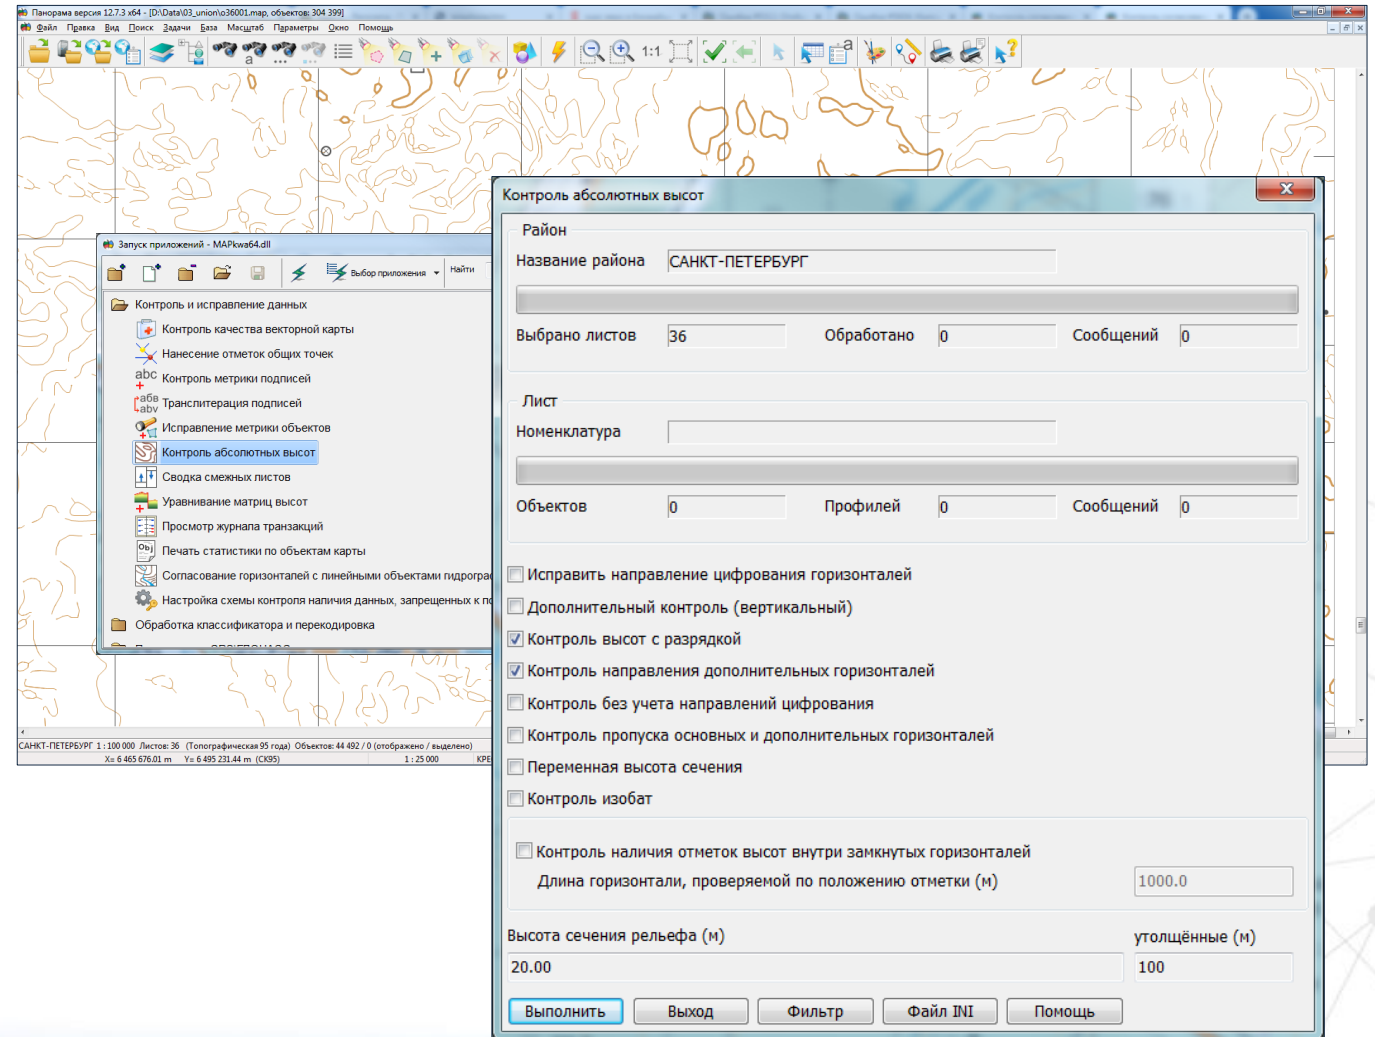 Панорама версия 12.7.3 x64 - [D:\Data\03_union\o36001.map, объектов: 304 399]
Файл Правка Вид Поиск Задачи База Масштаб Параметры Окно Помощь
1:1
Контроль абсолютных высот
Район
Название района САНКТ-ПЕТЕРБУРГ
Выбрано листов 36 Обработано 0 Сообщений 0
Лист
Номенклатура
Объектов 0 Профилей 0 Сообщений 0
Исправить направление цифрования горизонталей
Дополнительный контроль (вертикальный)
Контроль высот с разрядкой
Контроль направления дополнительных горизонталей
Контроль без учета направлений цифрования
Контроль пропуска основных и дополнительных горизонталей
Переменная высота сечения
Контроль изобат
Контроль наличия отметок высот внутри замкнутых горизонталей
Длина горизонтали, проверяемой по положению отметки (м) 1000.0
Высота сечения рельефа (м) утолщённые (м)
20.00 100
Выполнить Выход Фильтр Файл INI Помощь
Запуск приложений - MAPkwa64.dll
Выбор приложения Найти
Контроль и исправление данных
Контроль качества векторной карты
Нанесение отметок общих точек
abc Контроль метрики подписей
абв abv Транслитерация подписей
Исправление метрики объектов
Контроль абсолютных высот
Сводка смежных листов
Уравнивание матриц высот
Просмотр журнала транзакций
Obj Печать статистики по объектам карты
Согласование горизонталей с линейными объектами гидрогра
Настройка схемы контроля наличия данных, запрещенных к по
Обработка классификатора и перекодировка
САНКТ-ПЕТЕРБУРГ 1 : 100 000 Листов: 36 (Топографическая 95 года) Объектов: 44 492 / 0 (отображено / выделено)
X= 6 465 676.01 m Y= 6 495 231.44 m (СК95) 1 : 25 000 КРЕ